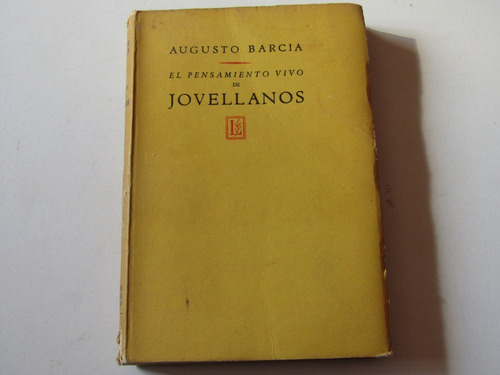 AUGUSTO BARCIA
EL PENSAMIENTO VIVO
DE
JOVELLANOS
L